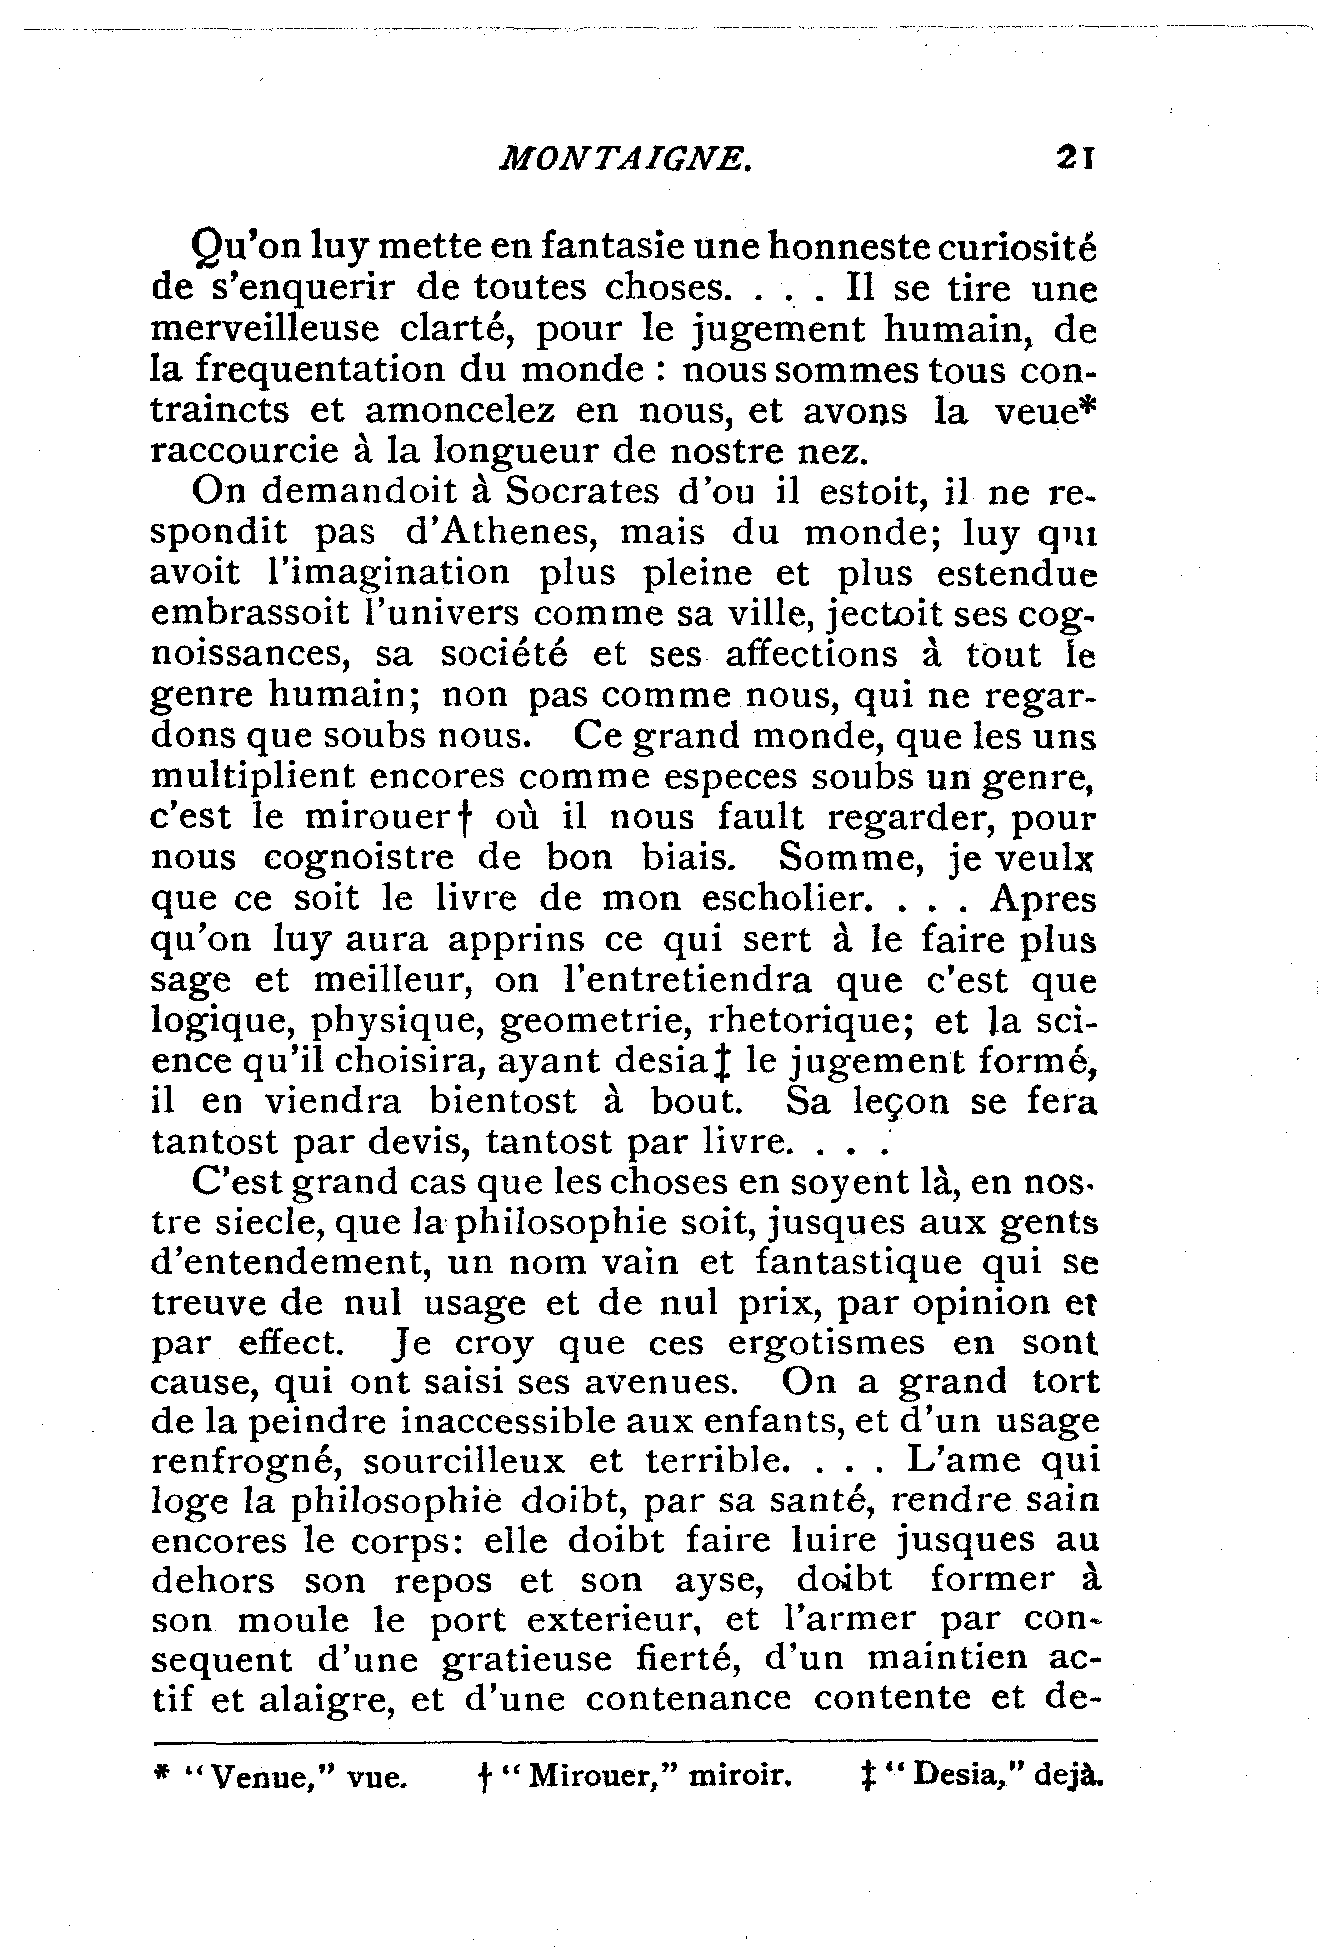 MONTAIGNE. 21
Qu'on luy mette en fantasie une honneste curiosité
de s'enquerir de toutes choses. . . . Il se tire une
merveilleuse clarté, pour le jugement humain, de
la frequentation du monde : nous sommes tous con-
traincts et amoncelez en nous, et avons la veue*
raccourcie à la longueur de nostre nez.
On demandoit à Socrates d'ou il estoit, il ne re-
spondit pas d'Athenes, mais du monde; luy qui
avoit l'imagination plus pleine et plus estendue
embrassoit l'univers comme sa ville, jectoit ses cog-
noissances, sa société et ses affections à tout le
genre humain; non pas comme nous, qui ne regar-
dons que soubs nous. Ce grand monde, que les uns
multiplient encores comme especes soubs un genre,
c'est le mirouer† où il nous fault regarder, pour
nous cognoistre de bon biais. Somme, je veulx
que ce soit le livre de mon escholier. . . . Apres
qu'on luy aura apprins ce qui sert à le faire plus
sage et meilleur, on l'entretiendra que c'est que
logique, physique, geometrie, rhetorique; et la sci-
ence qu'il choisira, ayant desia‡ le jugement formé,
il en viendra bientost à bout. Sa leçon se fera
tantost par devis, tantost par livre. . . .
C'est grand cas que les choses en soyent là, en nos-
tre siecle, que la philosophie soit, jusques aux gents
d'entendement, un nom vain et fantastique qui se
treuve de nul usage et de nul prix, par opinion et
par effect. Je croy que ces ergotismes en sont
cause, qui ont saisi ses avenues. On a grand tort
de la peindre inaccessible aux enfants, et d'un usage
renfrogné, sourcilleux et terrible. . . . L'ame qui
loge la philosophie doibt, par sa santé, rendre sain
encores le corps: elle doibt faire luire jusques au
dehors son repos et son ayse, doibt former à
son moule le port exterieur, et l'armer par con-
sequent d'une gratieuse fierté, d'un maintien ac-
tif et alaigre, et d'une contenance contente et de-
* "Venue," vue. † "Mirouer," miroir. ‡ "Desia," dejà.